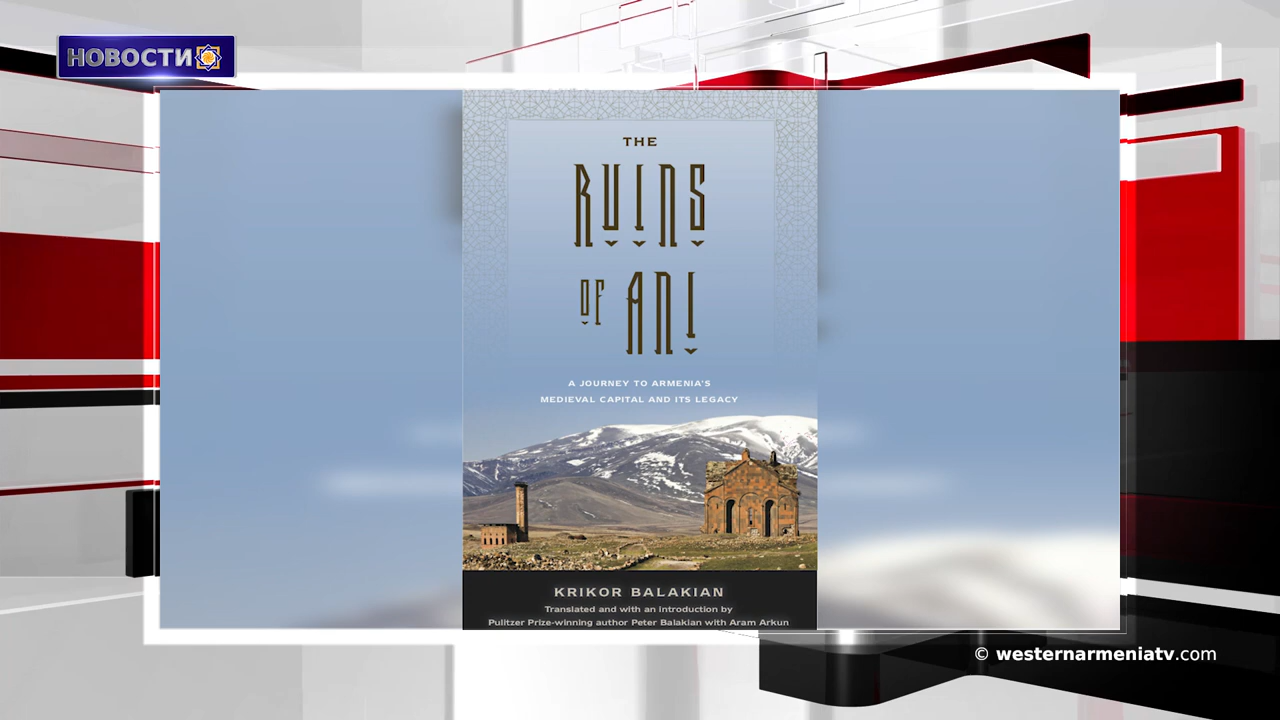 НОВОСТИ
THE
RUINS
OF ANI
A JOURNEY TO ARMENIA'S
MEDIEVAL CAPITAL AND ITS LEGACY
KRIKOR BALAKIAN
Translated and with an introduction by
Pulitzer Prize-winning author Peter Balakian with Aram Arkun
© westernarmeniatv.com